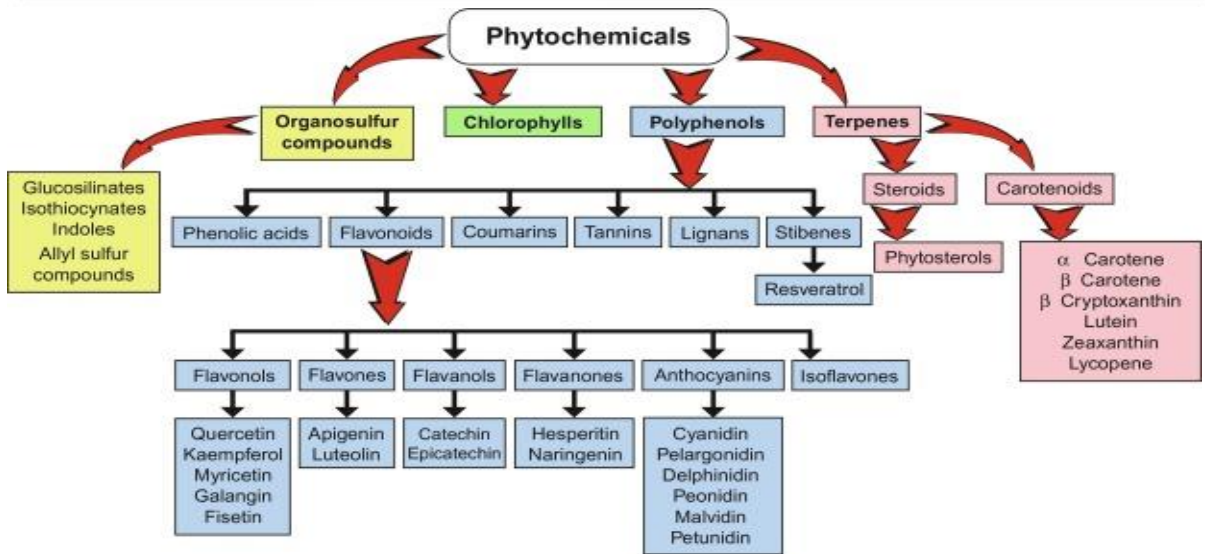 Phytochemicals
Organosulfur
compounds
Chlorophylls
Polyphenols
Terpenes
Glucosilinates
Isothiocynates
Indoles
Allyl sulfur
compounds
Steroids
Carotenoids
Phenolic acids
Flavonoids
Coumarins
Tannins
Lignans
Stibenes
Phytosterols
Resveratrol
α Carotene
β Carotene
β Cryptoxanthin
Lutein
Zeaxanthin
Lycopene
Flavonols
Flavones
Flavanols
Flavanones
Anthocyanins
Isoflavones
Quercetin
Kaempferol
Myricetin
Galangin
Fisetin
Apigenin
Luteolin
Catechin
Epicatechin
Hesperitin
Naringenin
Cyanidin
Pelargonidin
Delphinidin
Peonidin
Malvidin
Petunidin